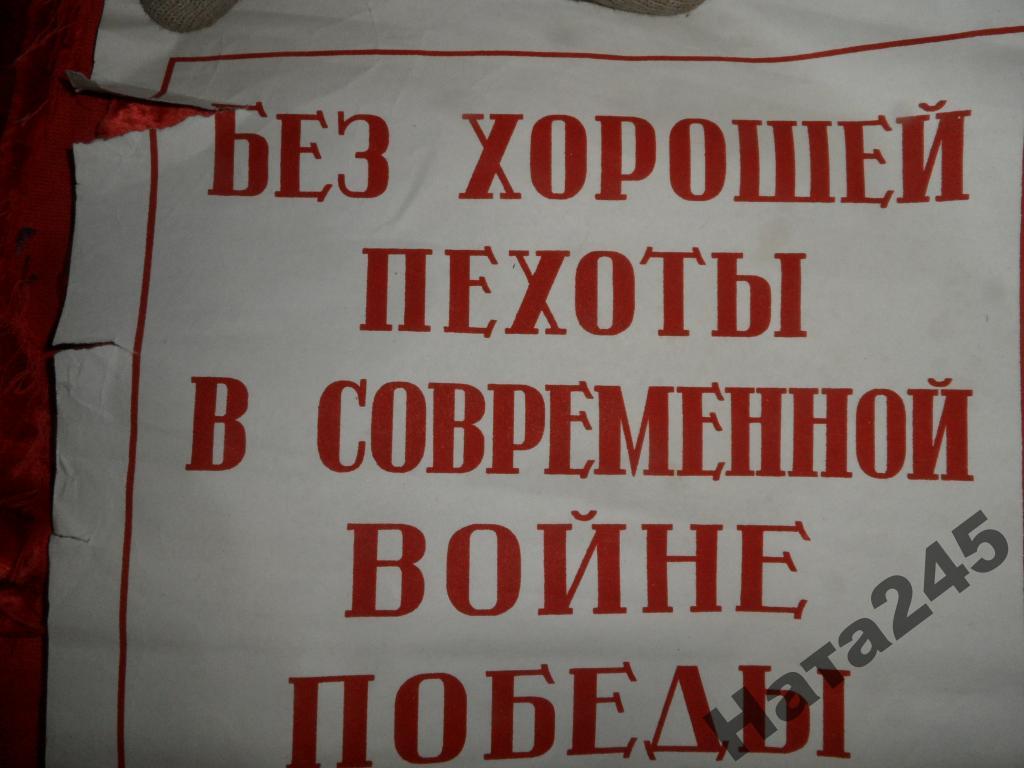 БЕЗ ХОРОШЕЙ
ПЕХОТЫ
В СОВРЕМЕННОЙ
ВОЙНЕ
ПОБЕДЫ
Ната245